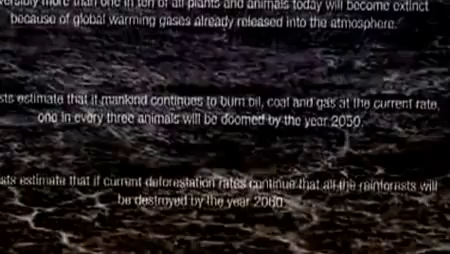 more than one in ten of all plants and animals today will become extinct
because of global warming gases already released into the atmosphere.
estimate that if mankind continues to burn oil, coal and gas at the current rate,
one in every three animals will be doomed by the year 2050.
estimate that if current deforestation rates continue that all the rainforests will
be destroyed by the year 2060.